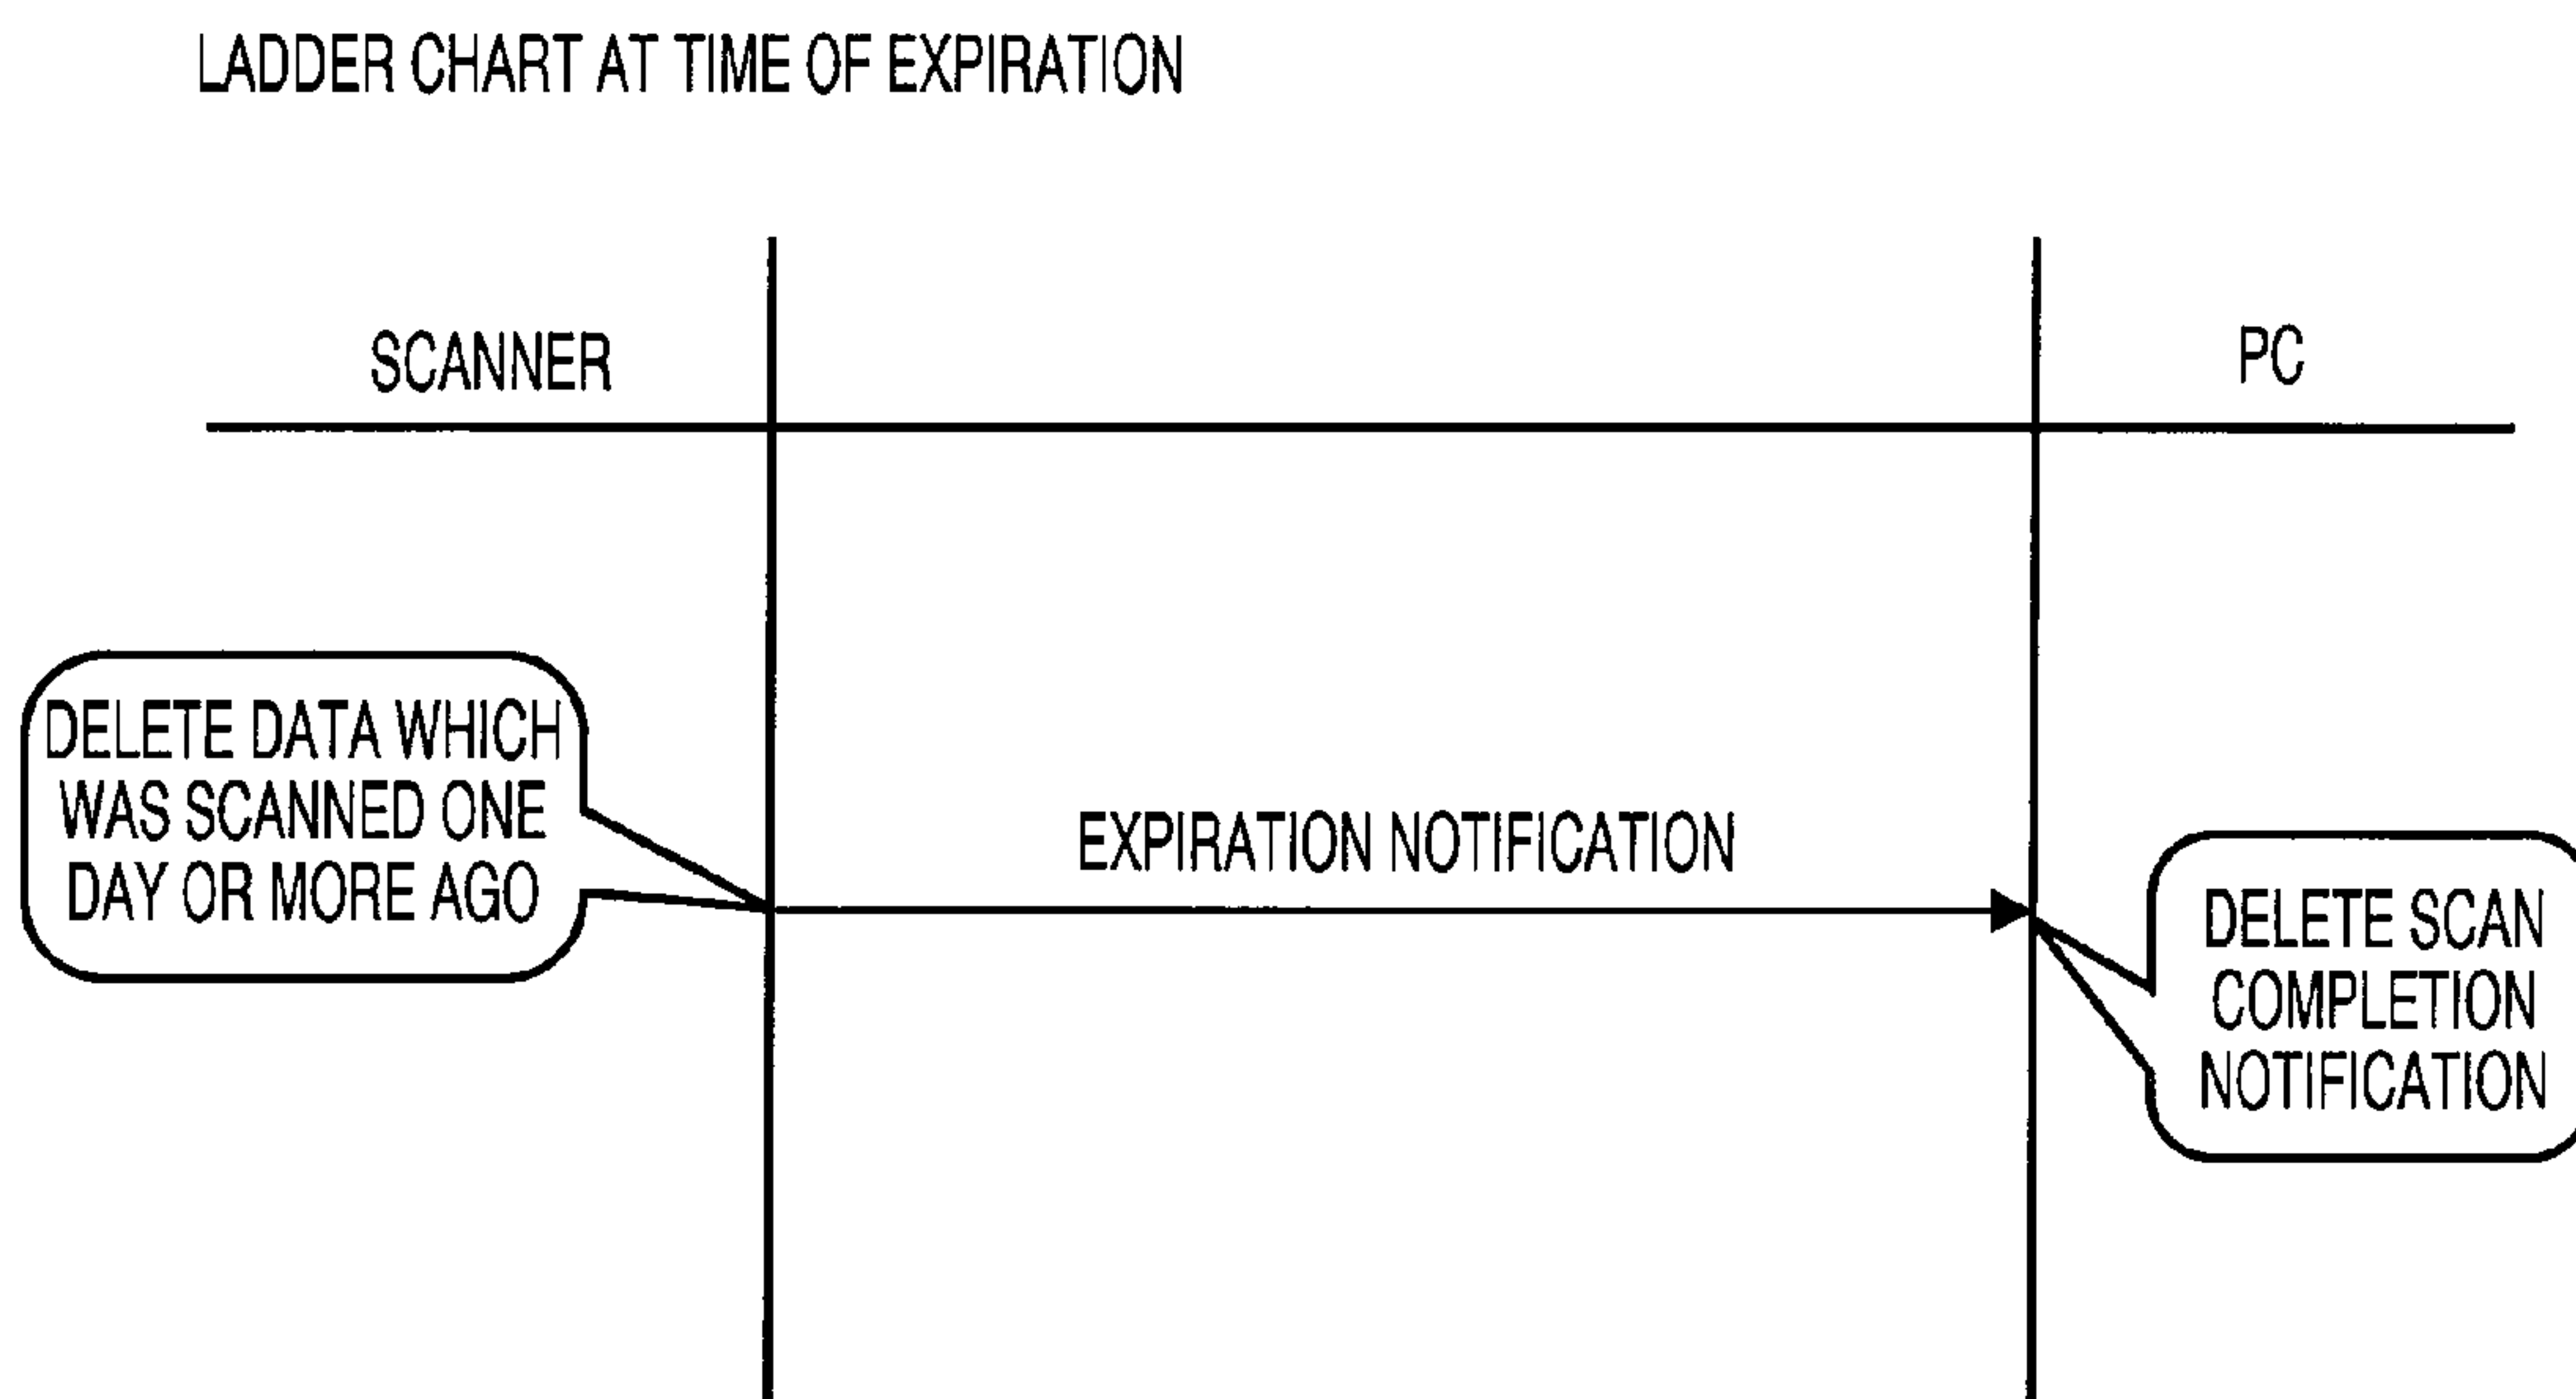 LADDER CHART AT TIME OF EXPIRATION
SCANNER
PC
DELETE DATA WHICH
WAS SCANNED ONE
DAY OR MORE AGO
EXPIRATION NOTIFICATION
DELETE SCAN
COMPLETION
NOTIFICATION